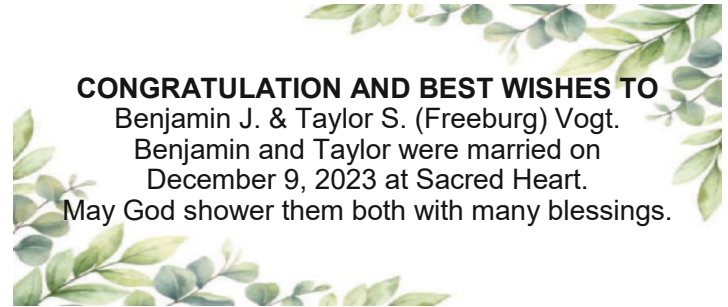 CONGRATULATION AND BEST WISHES TO
Benjamin J. & Taylor S. (Freeburg) Vogt.
Benjamin and Taylor were married on
December 9, 2023 at Sacred Heart.
May God shower them both with many blessings.